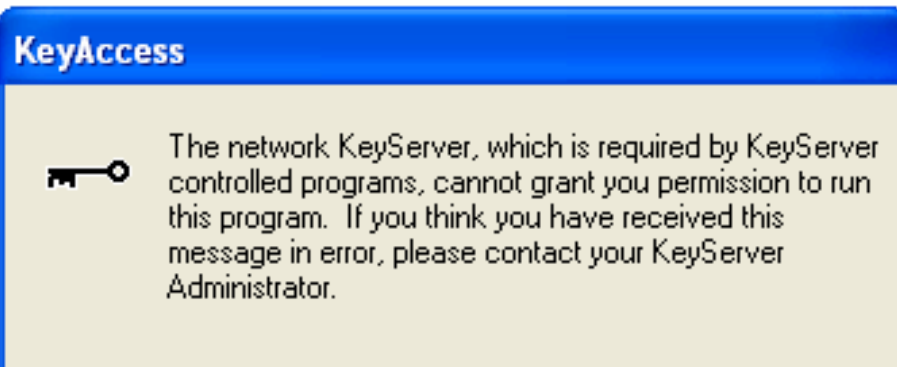 KeyAccess
The network KeyServer, which is required by KeyServer
controlled programs, cannot grant you permission to run
this program.  If you think you have received this
message in error, please contact your KeyServer
Administrator.